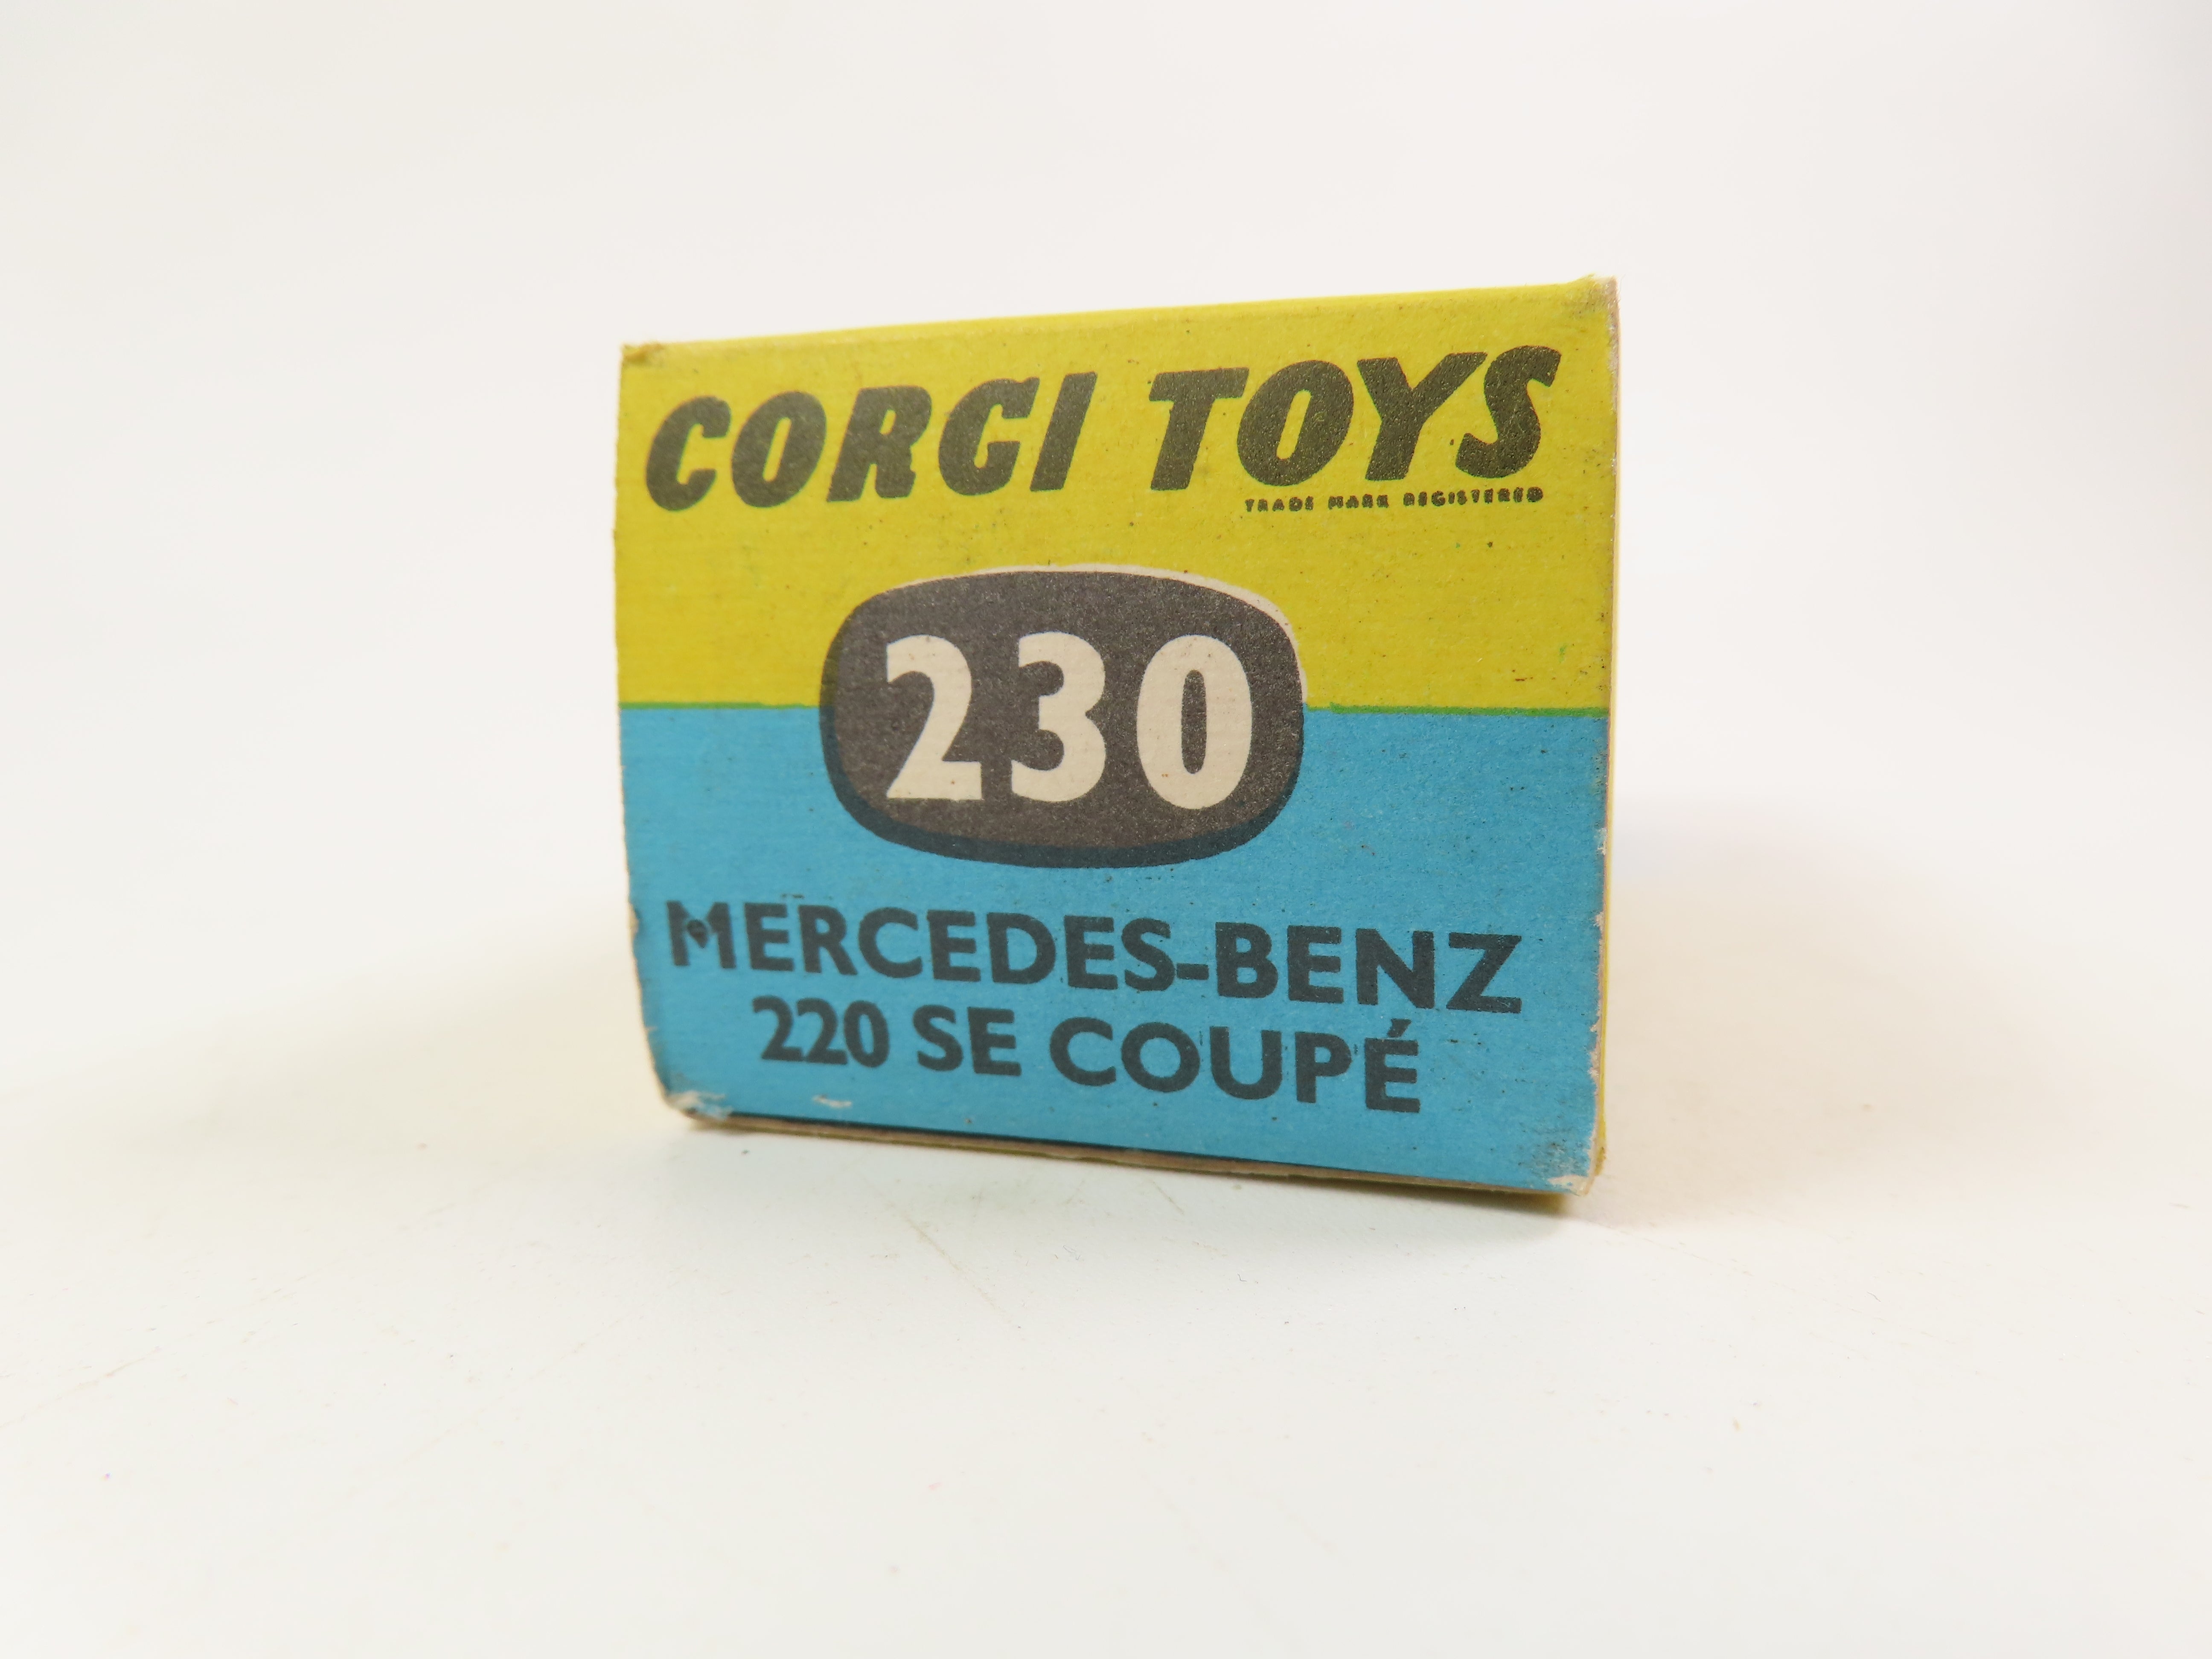 CORGI TOYS
TRADE MARK REGISTERED
230
MERCEDES-BENZ
220 SE COUPÉ